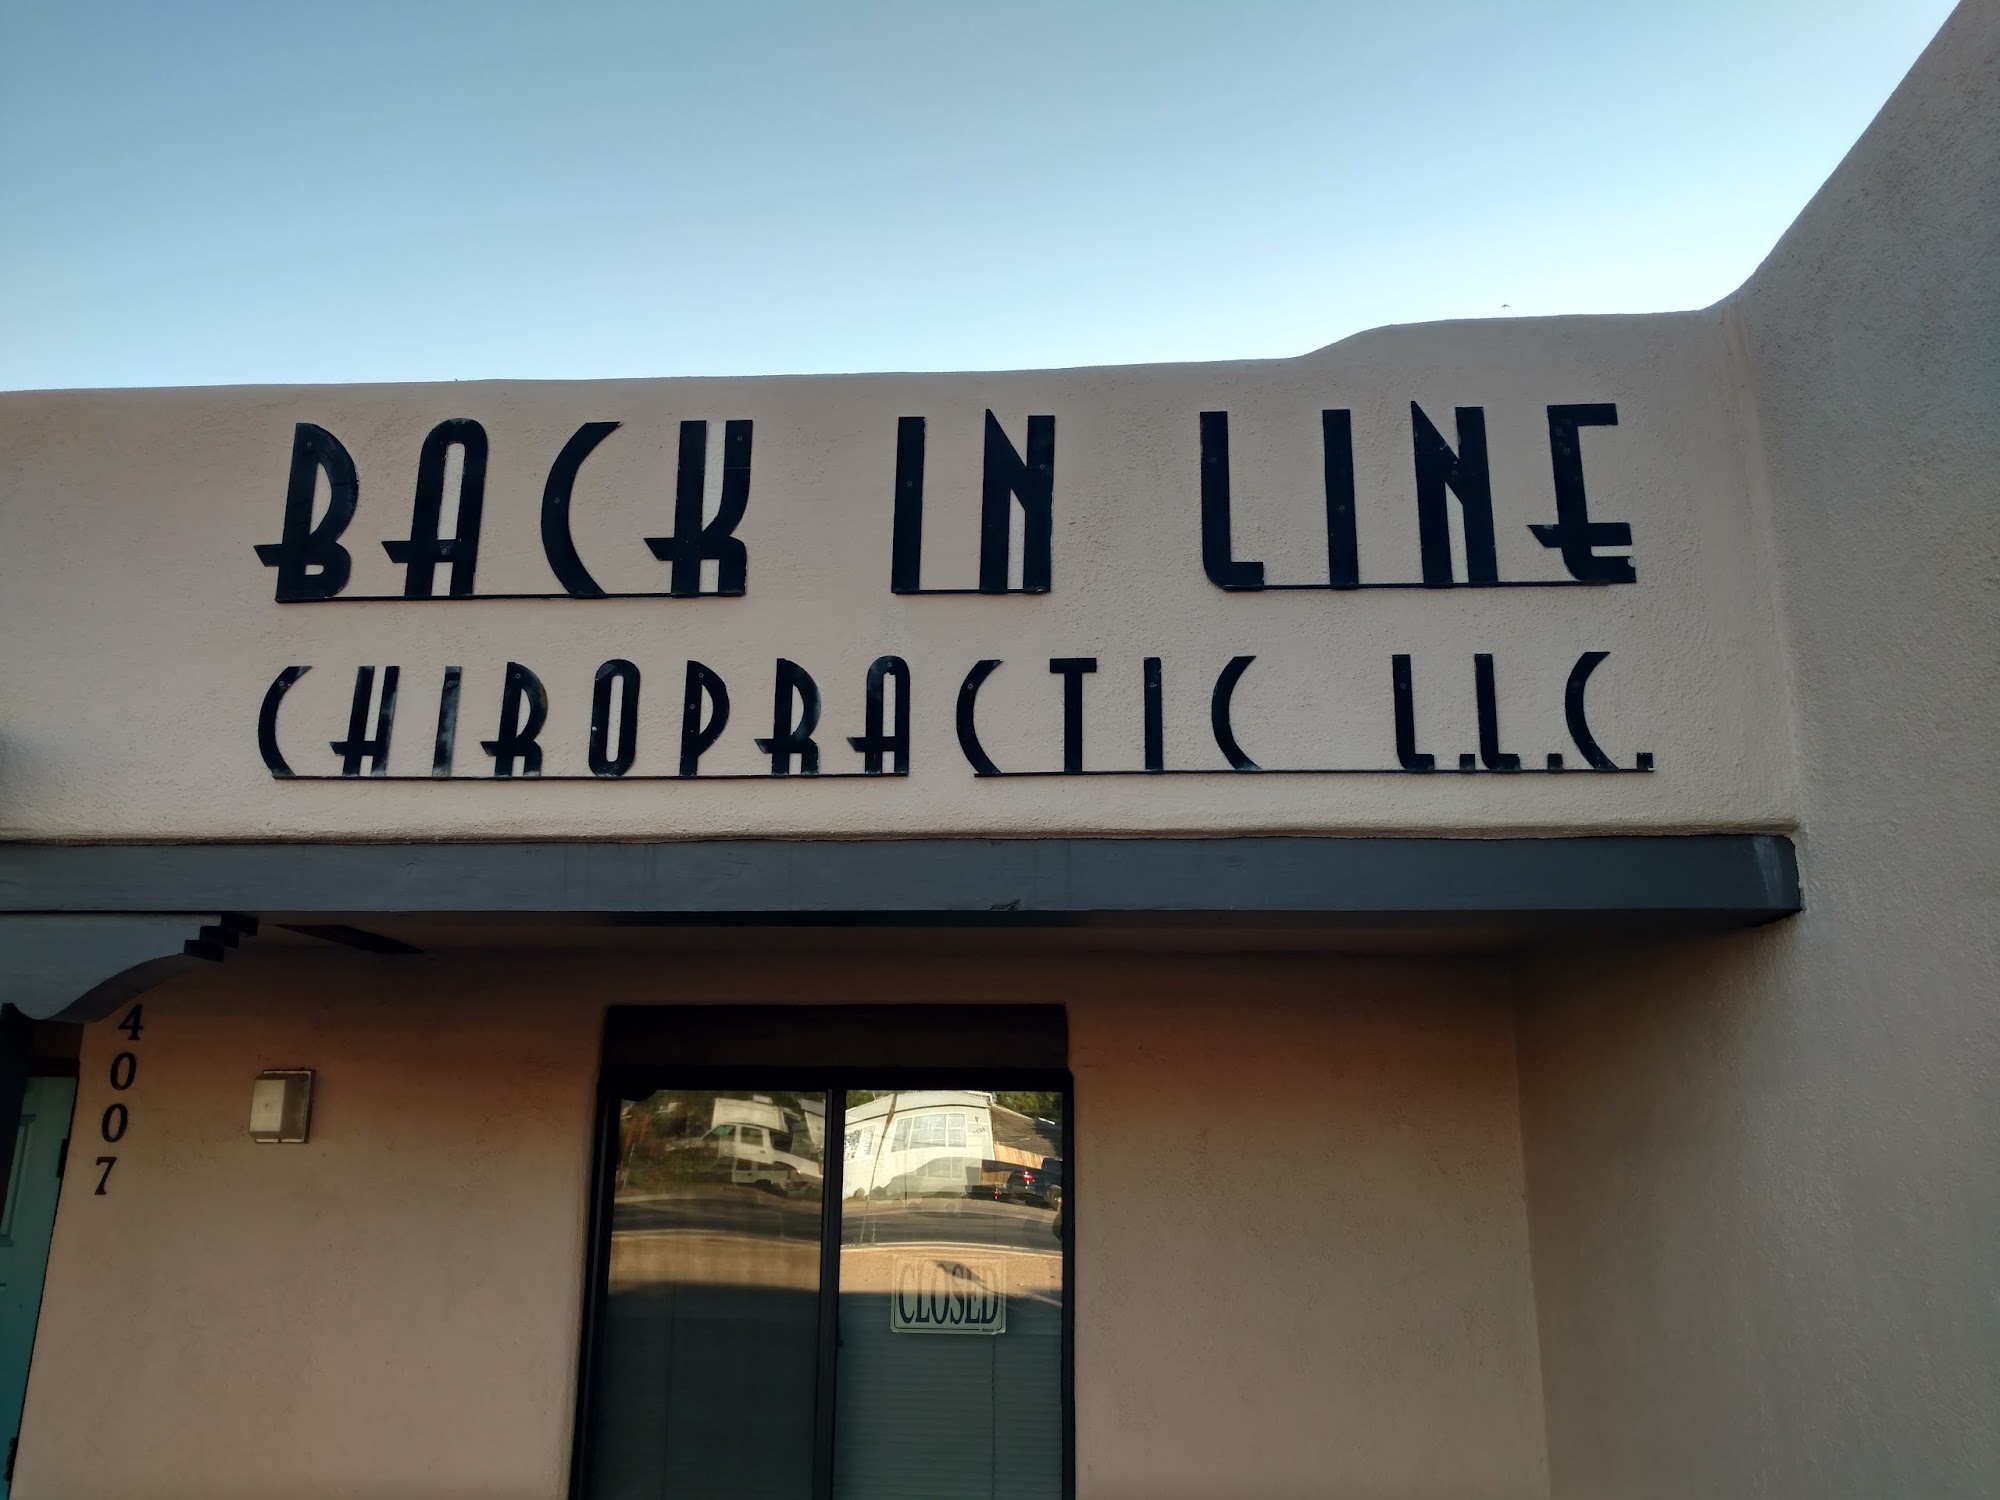 BACK IN LINE
CHIROPRACTIC L.L.C.
4007
CLOSED